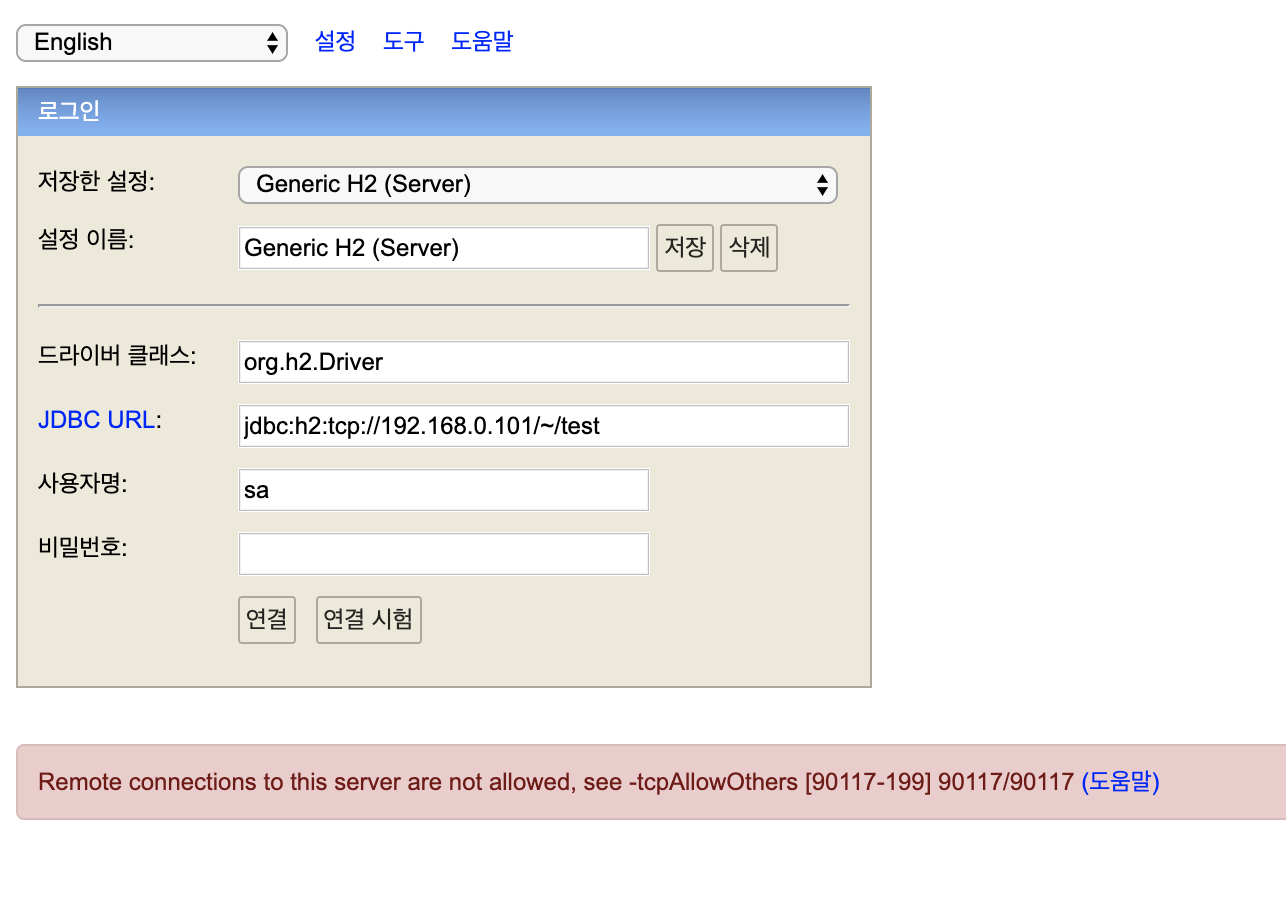 English 설정 도구 도움말
로그인
저장한 설정: Generic H2 (Server)
설정 이름: Generic H2 (Server) 저장 삭제
드라이버 클래스: org.h2.Driver
JDBC URL: jdbc:h2:tcp://192.168.0.101/~/test
사용자명: sa
비밀번호:
연결 연결 시험
Remote connections to this server are not allowed, see -tcpAllowOthers [90117-199] 90117/90117 (도움말)